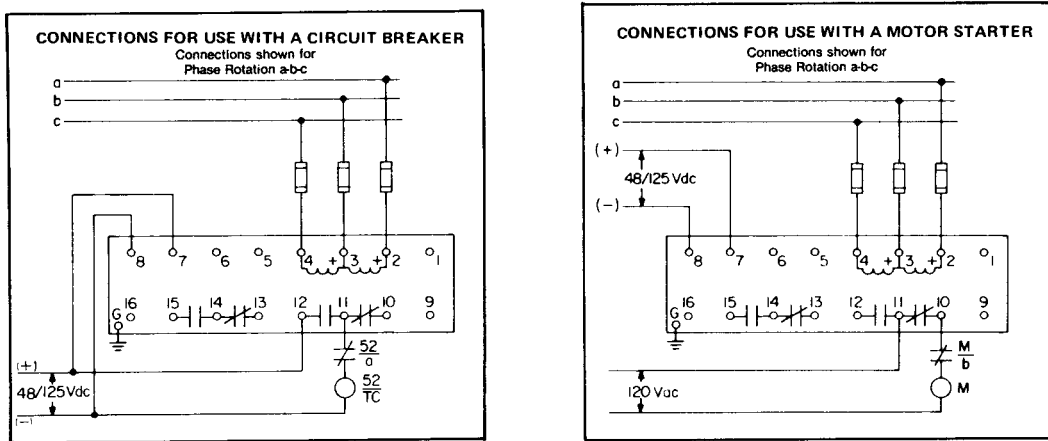 CONNECTIONS FOR USE WITH A CIRCUIT BREAKER
Connections shown for
Phase Rotation a-b-c
a
b
c
8 7 6 5 4 + 3 + 2 1
16 15 14 13 12 11 10 9
G
52
a
(+)
48/125Vdc
52
TC
(-)
CONNECTIONS FOR USE WITH A MOTOR STARTER
Connections shown for
Phase Rotation a-b-c
a
b
c
(+)
48/125 Vdc
(-)
8 7 6 5 4 + 3 + 2 1
16 15 14 13 12 11 10 9
G
M
b
120 Vac
M